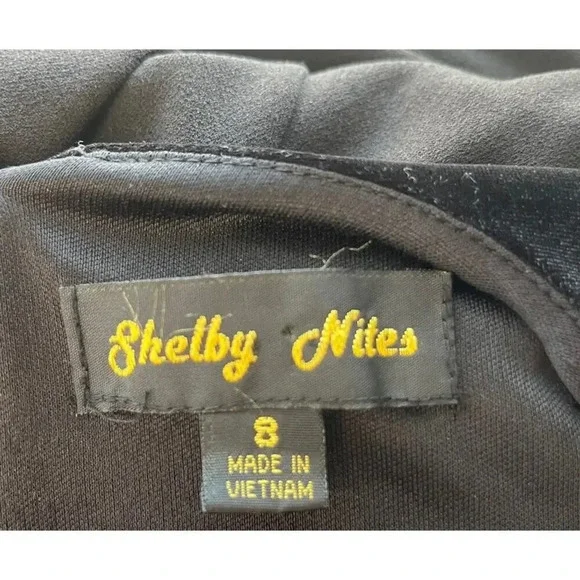 Shelby Nites
8
MADE IN
VIETNAM